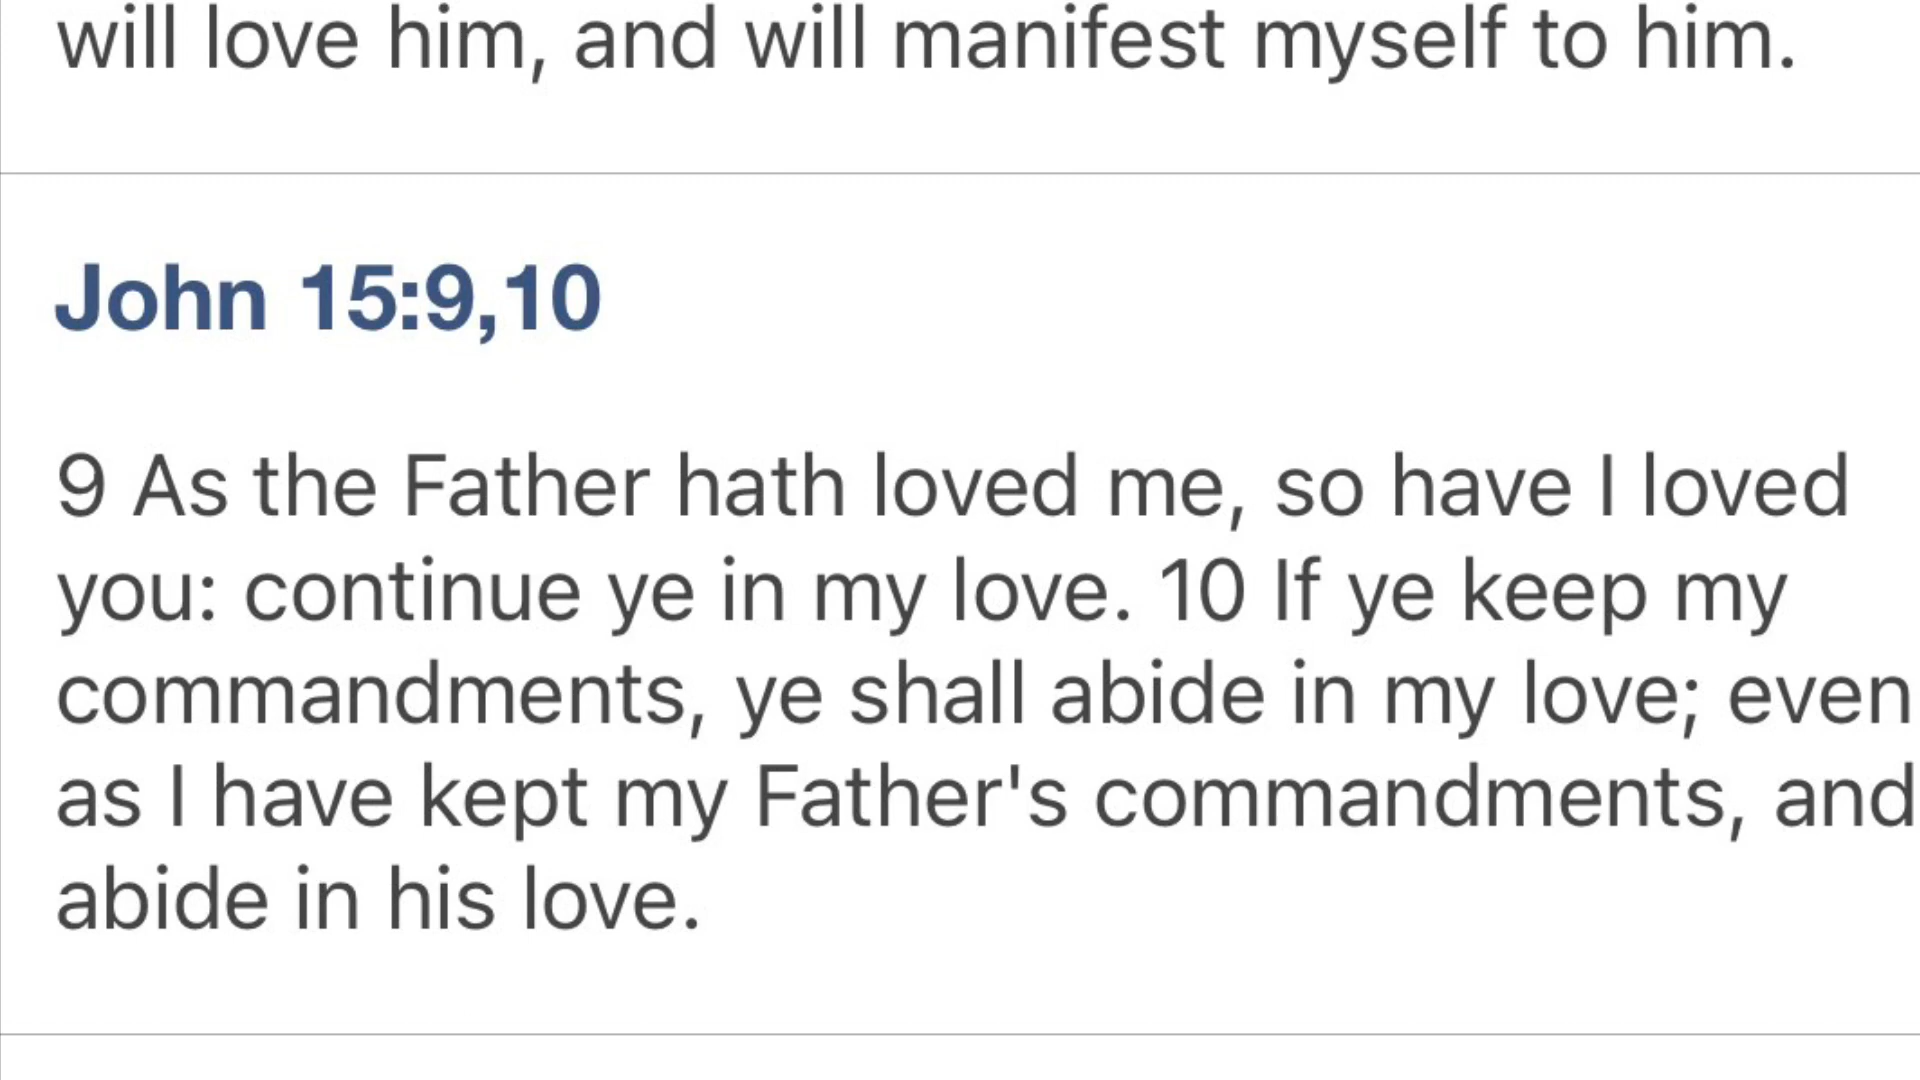 will love him, and will manifest myself to him.
John 15:9,10
9 As the Father hath loved me, so have I loved
you: continue ye in my love. 10 If ye keep my
commandments, ye shall abide in my love; even
as I have kept my Father's commandments, and
abide in his love.